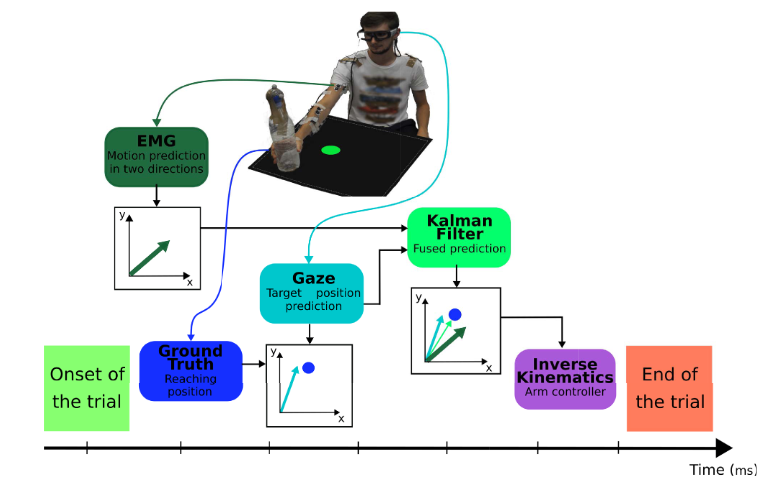 EMG
Motion prediction
in two directions
y
x
Kalman
Filter
Fused prediction
Gaze
Target position
prediction
y
x
Ground
Truth
Reaching
position
y
x
Inverse
Kinematics
Arm controller
Onset of
the trial
End of
the trial
Time (ms)